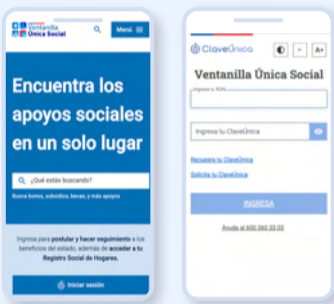 Ventanilla
Única Social
Menú
Encuentra los
apoyos sociales
en un solo lugar
¿Qué estás buscando?
Busca bonos, subsidios, becas, y más apoyos
Ingresa para postular y hacer seguimiento a los
beneficios del estado, además de acceder a tu
Registro Social de Hogares.
Iniciar sesión
ClaveÚnica
A+
Ventanilla Única Social
Ingresa tu RUN
Ingresa tu ClaveÚnica
Recupera tu ClaveÚnica
Solicita tu ClaveÚnica
INGRESA
Ayuda al 600 360 33 03